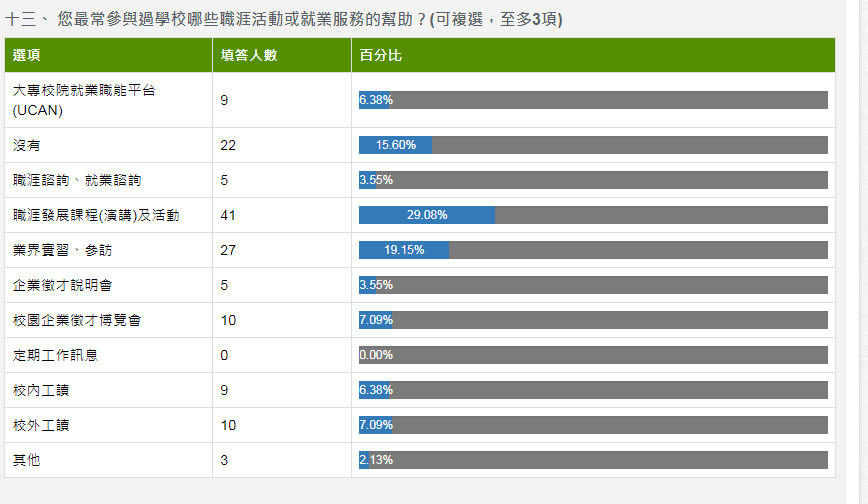 十三、 您最常參與過學校哪些職涯活動或就業服務的幫助？(可複選，至多3項)
選項 填答人數 百分比
大專校院就業職能平台
(UCAN) 9 6.38%
沒有 22 15.60%
職涯諮詢、就業諮詢 5 3.55%
職涯發展課程(演講)及活動 41 29.08%
業界實習、參訪 27 19.15%
企業徵才說明會 5 3.55%
校園企業徵才博覽會 10 7.09%
定期工作訊息 0 0.00%
校內工讀 9 6.38%
校外工讀 10 7.09%
其他 3 2.13%